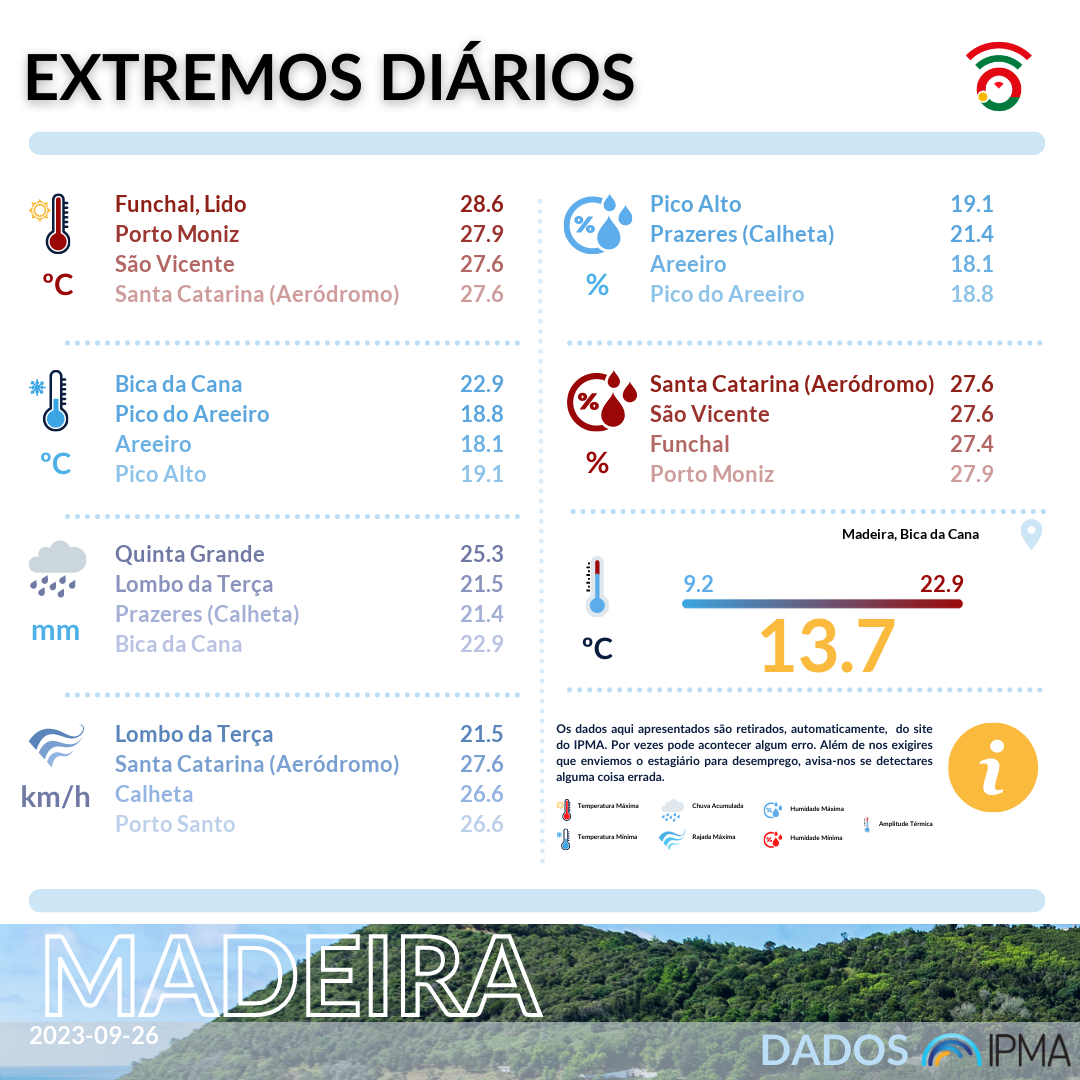 EXTREMOS DIÁRIOS
Funchal, Lido 28.6
Porto Moniz 27.9
São Vicente 27.6
Santa Catarina (Aeródromo) 27.6
ºC
Bica da Cana 22.9
Pico do Areeiro 18.8
Areeiro 18.1
Pico Alto 19.1
ºC
Quinta Grande 25.3
Lombo da Terça 21.5
Prazeres (Calheta) 21.4
Bica da Cana 22.9
mm
Lombo da Terça 21.5
Santa Catarina (Aeródromo) 27.6
Calheta 26.6
Porto Santo 26.6
km/h
%
Pico Alto 19.1
Prazeres (Calheta) 21.4
Areeiro 18.1
Pico do Areeiro 18.8
%
%
Santa Catarina (Aeródromo) 27.6
São Vicente 27.6
Funchal 27.4
Porto Moniz 27.9
%
Madeira, Bica da Cana
9.2 22.9
ºC
13.7
Os dados aqui apresentados são retirados, automaticamente, do site
do IPMA. Por vezes pode acontecer algum erro. Além de nos exigires
que enviemos o estagiário para desemprego, avisa-nos se detectares
alguma coisa errada.
i
Temperatura Máxima Chuva Acumulada Humidade Máxima
Amplitude Térmica
Temperatura Mínima Rajada Máxima Humidade Mínima
MADEIRA
2023-09-26
DADOS IPMA